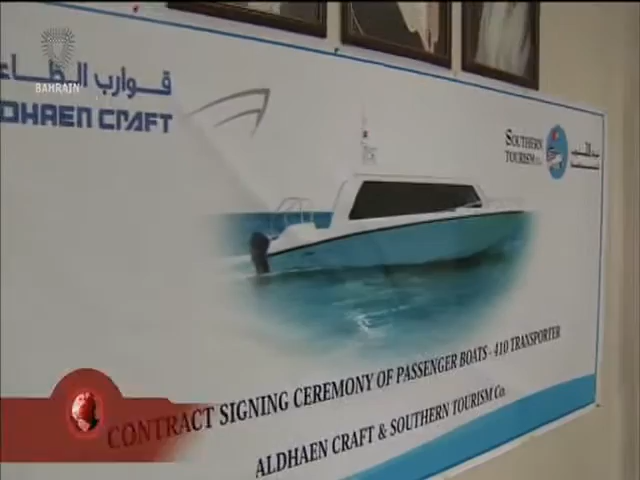 BAHRAIN
قوارب الظاعن
ALDHAEN CRAFT
SOUTHERN
TOURISM Co.
CONTRACT SIGNING CEREMONY OF PASSENGER BOATS - 410 TRANSPORTER
ALDHAEN CRAFT & SOUTHERN TOURISM Co.